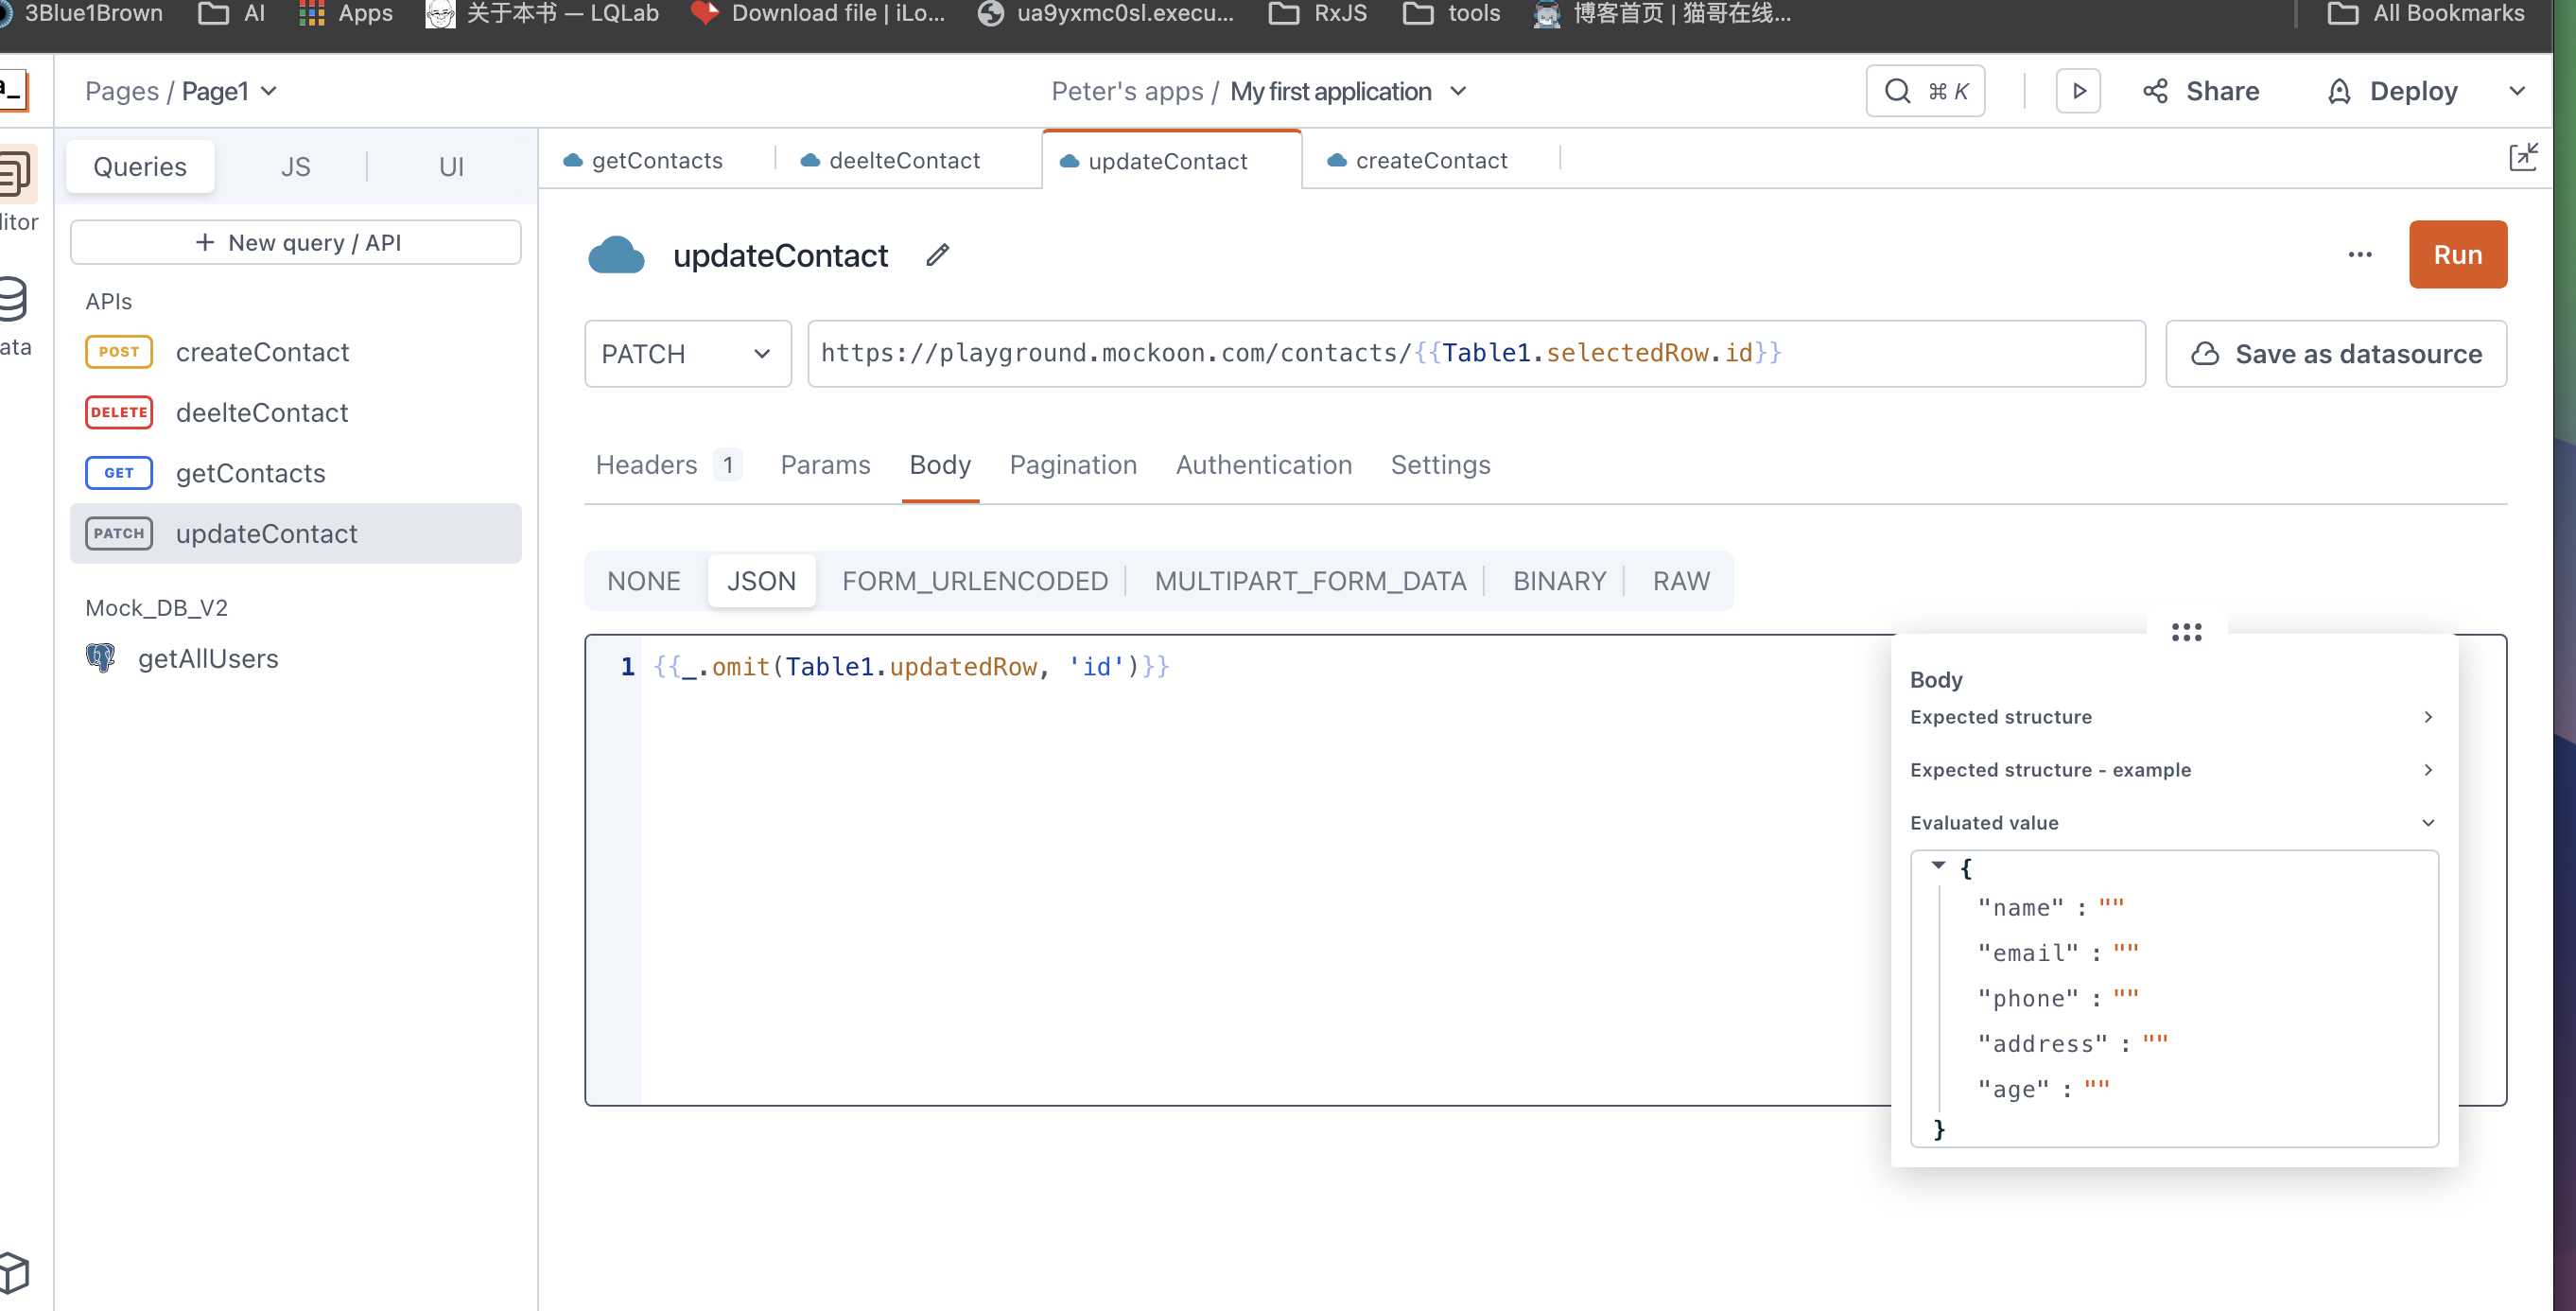 3Blue1Brown AI Apps 关于本书 — LQLab Download file | iLo... ua9yxmc0sl.execu... RxJS tools 博客首页 | 猫哥在线... All Bookmarks
Pages / Page1 Peter's apps / My first application ⌘ K Share Deploy
Queries JS UI
getContacts deelteContact updateContact createContact
+ New query / API
APIs
POST createContact
DELETE deelteContact
GET getContacts
PATCH updateContact
Mock_DB_V2
getAllUsers
updateContact
Run
PATCH https://playground.mockoon.com/contacts/{{Table1.selectedRow.id}} Save as datasource
Headers 1 Params Body Pagination Authentication Settings
NONE JSON FORM_URLENCODED MULTIPART_FORM_DATA BINARY RAW
1 {{_.omit(Table1.updatedRow, 'id')}}
Body
Expected structure
Expected structure - example
Evaluated value
{
"name" : ""
"email" : ""
"phone" : ""
"address" : ""
"age" : ""
}